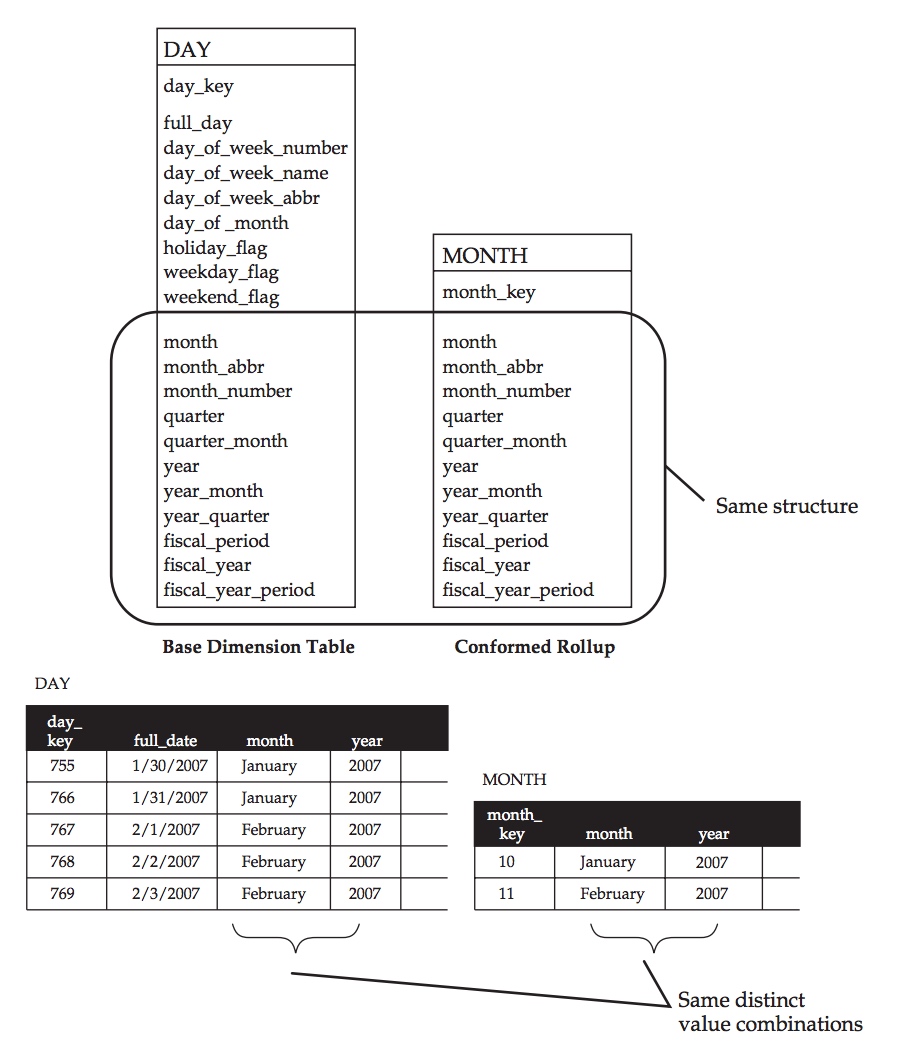 DAY
day_key
full_day
day_of_week_number
day_of_week_name
day_of_week_abbr
day_of _month
holiday_flag
weekday_flag
weekend_flag
month
month_abbr
month_number
quarter
quarter_month
year
year_month
year_quarter
fiscal_period
fiscal_year
fiscal_year_period
MONTH
month_key
month
month_abbr
month_number
quarter
quarter_month
year
year_month
year_quarter
fiscal_period
fiscal_year
fiscal_year_period
Same structure
Base Dimension Table
Conformed Rollup
DAY
day_
key full_date month year
755 1/30/2007 January 2007
766 1/31/2007 January 2007
767 2/1/2007 February 2007
768 2/2/2007 February 2007
769 2/3/2007 February 2007
MONTH
month_
key month year
10 January 2007
11 February 2007
Same distinct
value combinations